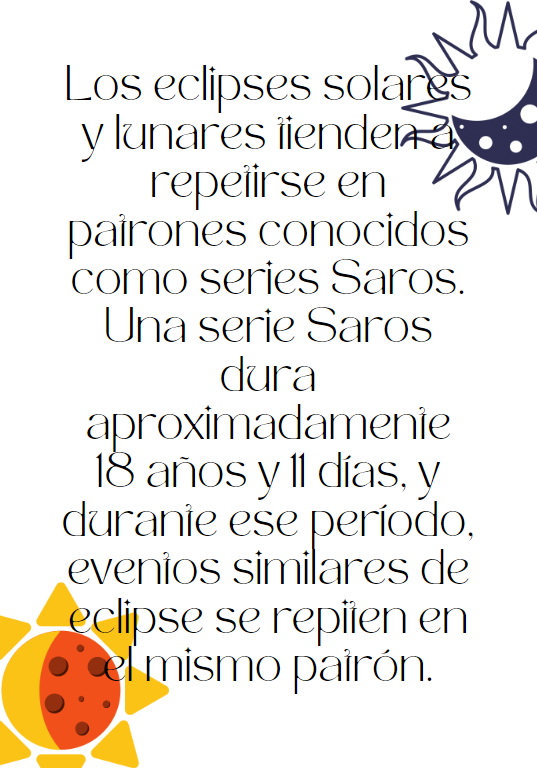 Los eclipses solares
y lunares tienden a
repetirse en
patrones conocidos
como series Saros.
Una serie Saros
dura
aproximadamente
18 años y 11 días, y
durante ese período,
eventos similares de
eclipse se repiten en
el mismo patrón.